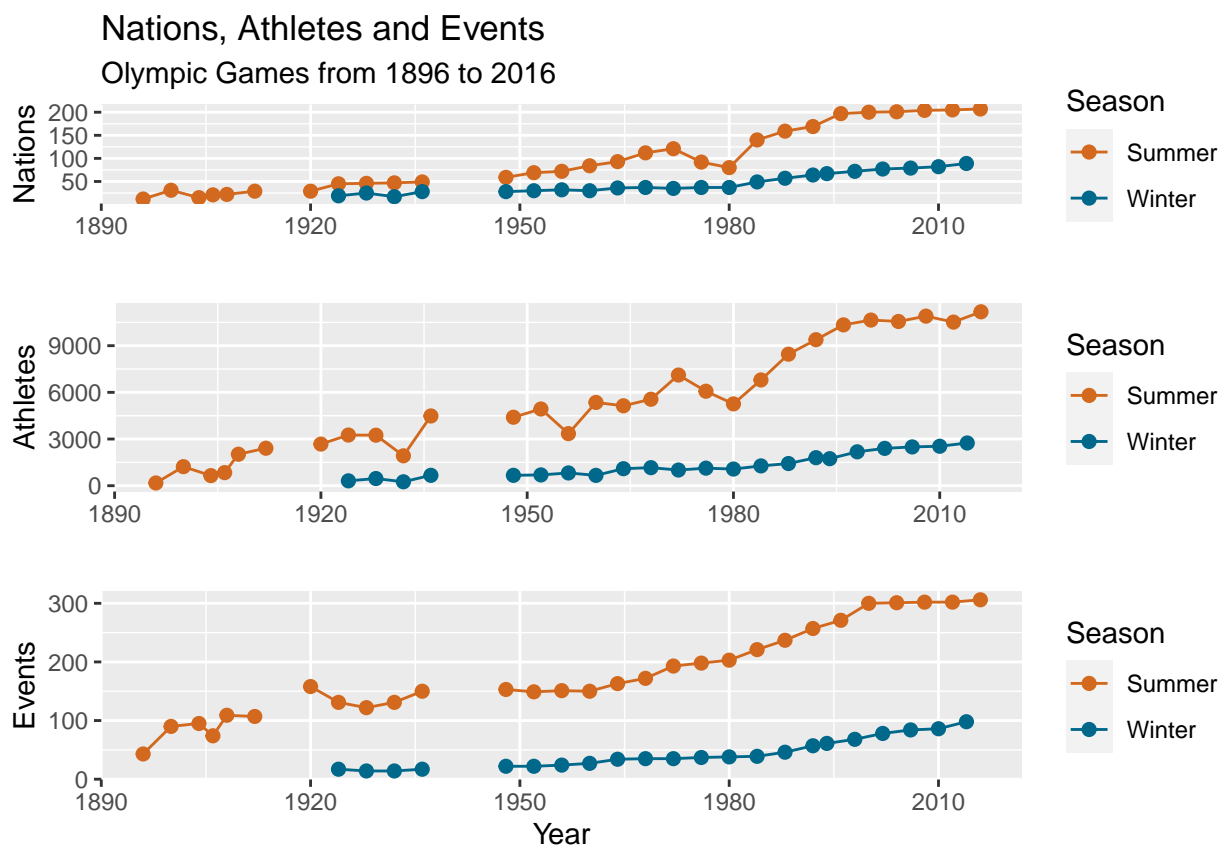 Nations, Athletes and Events
Olympic Games from 1896 to 2016
Nations
200
150
100
50
1890 1920 1950 1980 2010
Season
Summer
Winter
Athletes
9000
6000
3000
0
1890 1920 1950 1980 2010
Season
Summer
Winter
Events
300
200
100
0
1890 1920 1950 1980 2010
Year
Season
Summer
Winter